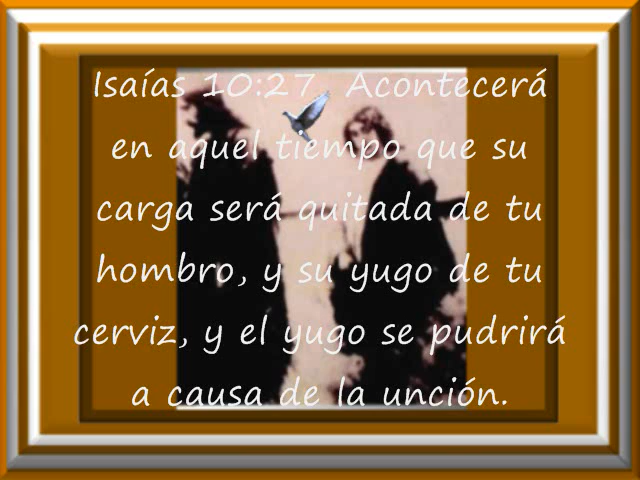 Isaías 10:27 Acontecerá
en aquel tiempo que su
carga será quitada de tu
hombro, y su yugo de tu
cerviz, y el yugo se pudrirá
a causa de la unción.